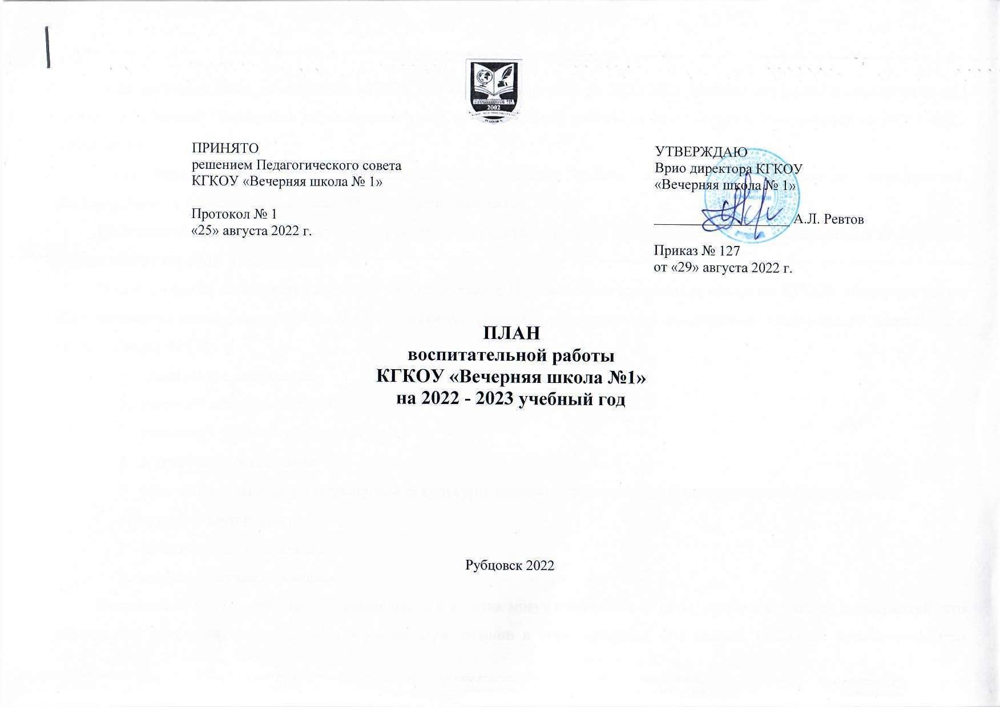 2002
ПРИНЯТО
решением Педагогического совета
КГКОУ «Вечерняя школа № 1»
Протокол № 1
«25» августа 2022 г.
УТВЕРЖДАЮ
Врио директора КГКОУ
«Вечерняя школа № 1»
ДОКУМЕНТОВ
А.Л. Ревтов
Приказ № 127
от «29» августа 2022 г.
ПЛАН
воспитательной работы
КГКОУ «Вечерняя школа №1»
на 2022 - 2023 учебный год
Рубцовск 2022